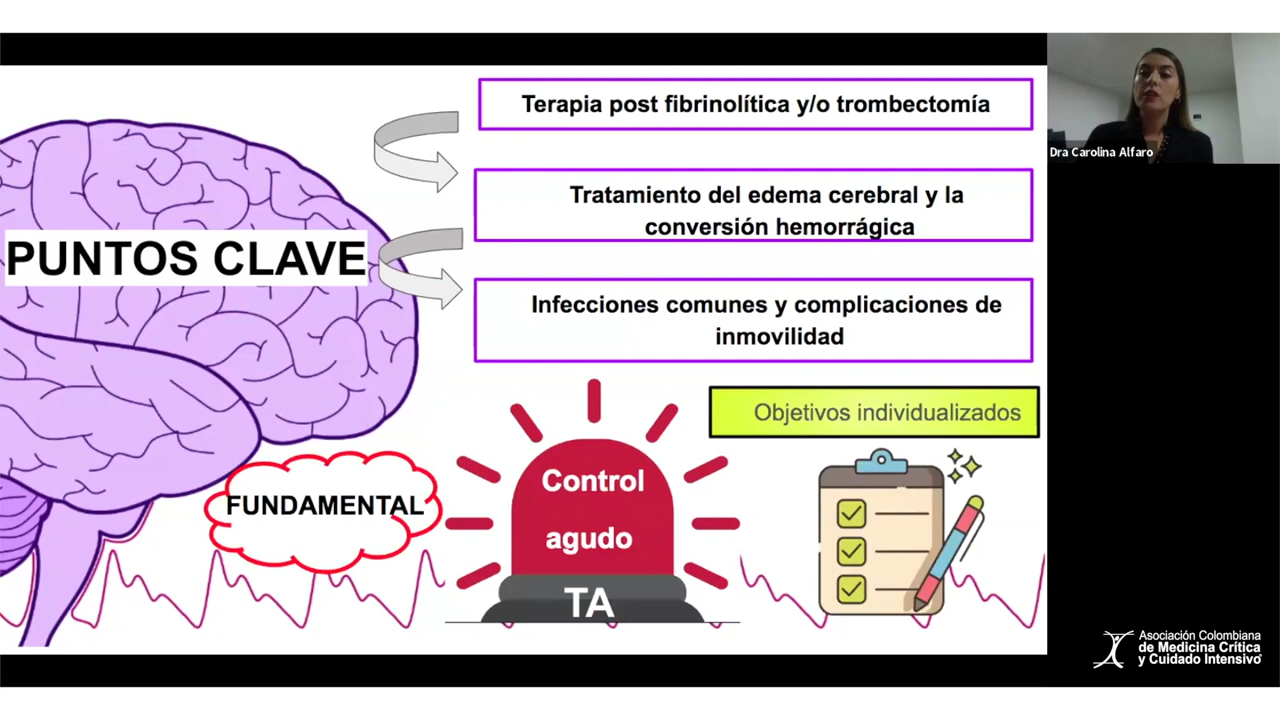 Terapia post fibrinolítica y/o trombectomía
Tratamiento del edema cerebral y la
conversión hemorrágica
PUNTOS CLAVE
Infecciones comunes y complicaciones de
inmovilidad
Objetivos individualizados
FUNDAMENTAL
Control
agudo
TA
Dra Carolina Alfaro
Asociación Colombiana
de Medicina Crítica
y Cuidado Intensivo